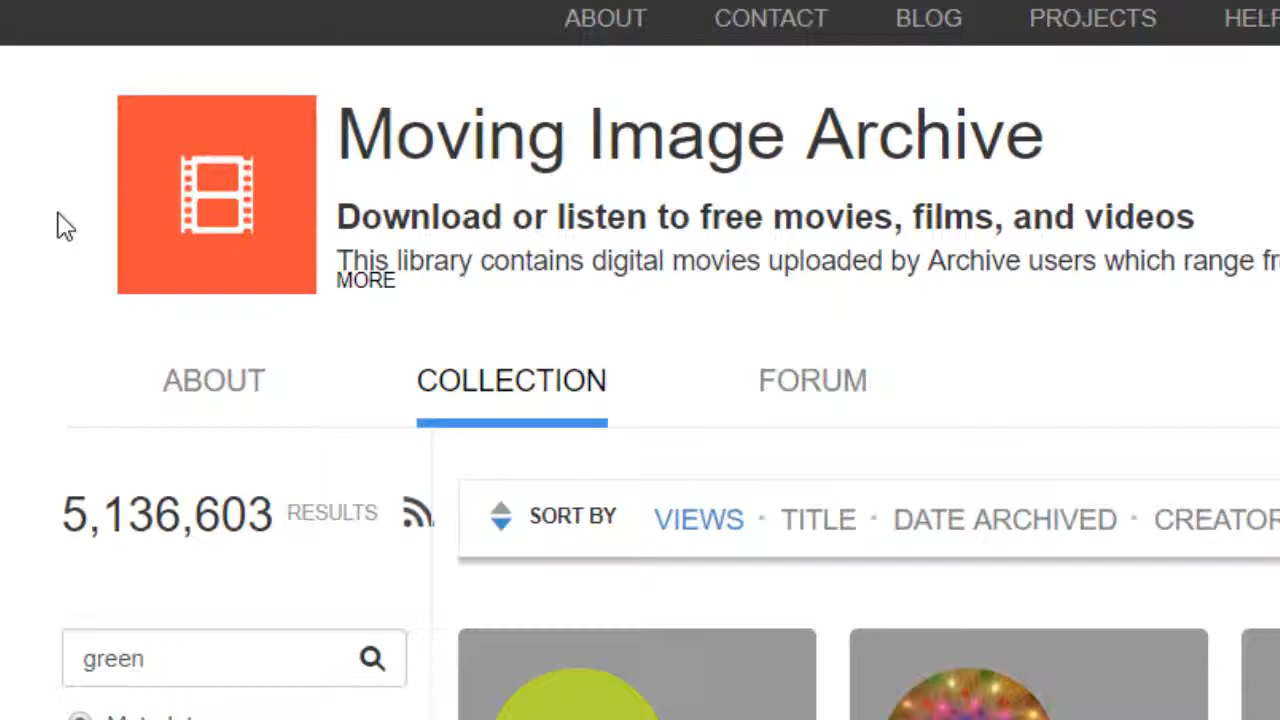 ABOUT CONTACT BLOG PROJECTS
Moving Image Archive
Download or listen to free movies, films, and videos
This library contains digital movies uploaded by Archive users which range
MORE
ABOUT COLLECTION FORUM
5,136,603 RESULTS
SORT BY VIEWS · TITLE · DATE ARCHIVED · CREATOR
green